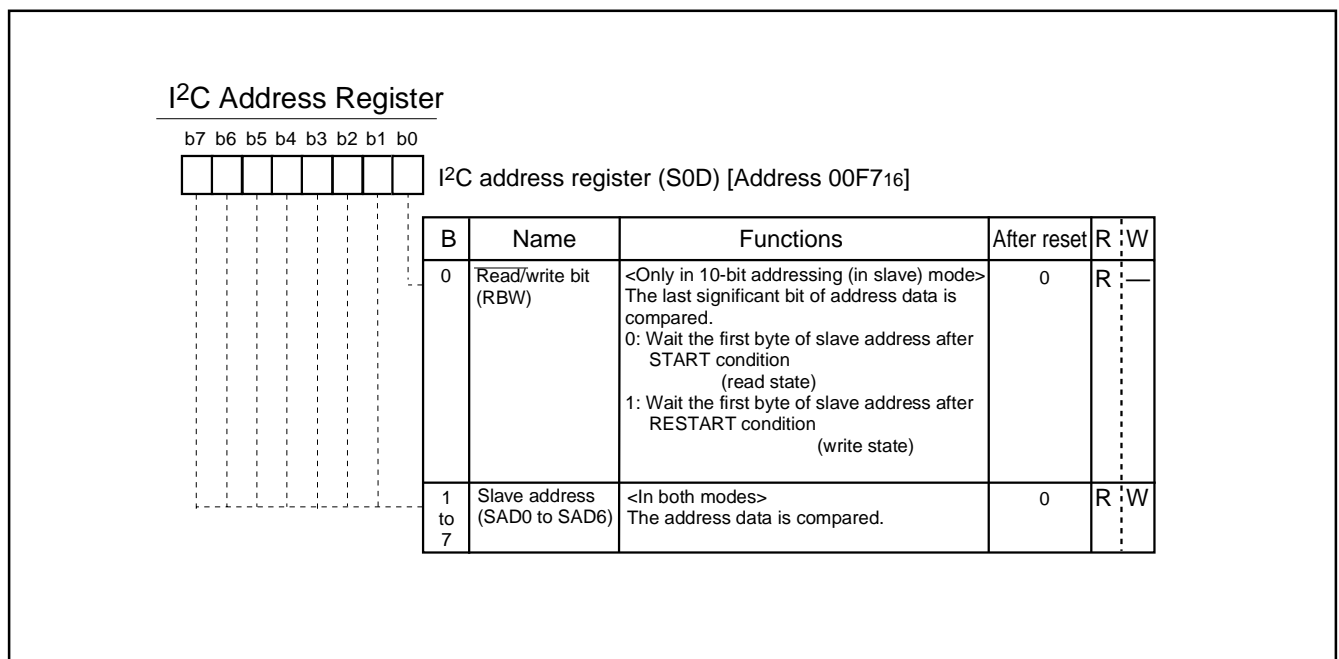 I2C Address Register
b7 b6 b5 b4 b3 b2 b1 b0
I2C address register (S0D) [Address 00F716]
B Name Functions After reset R W
0 Read/write bit (RBW) <Only in 10-bit addressing (in slave) mode> 0 R —
The last significant bit of address data is
compared.
0: Wait the first byte of slave address after
START condition
(read state)
1: Wait the first byte of slave address after
RESTART condition
(write state)
1 to 7 Slave address (SAD0 to SAD6) <In both modes> 0 R W
The address data is compared.